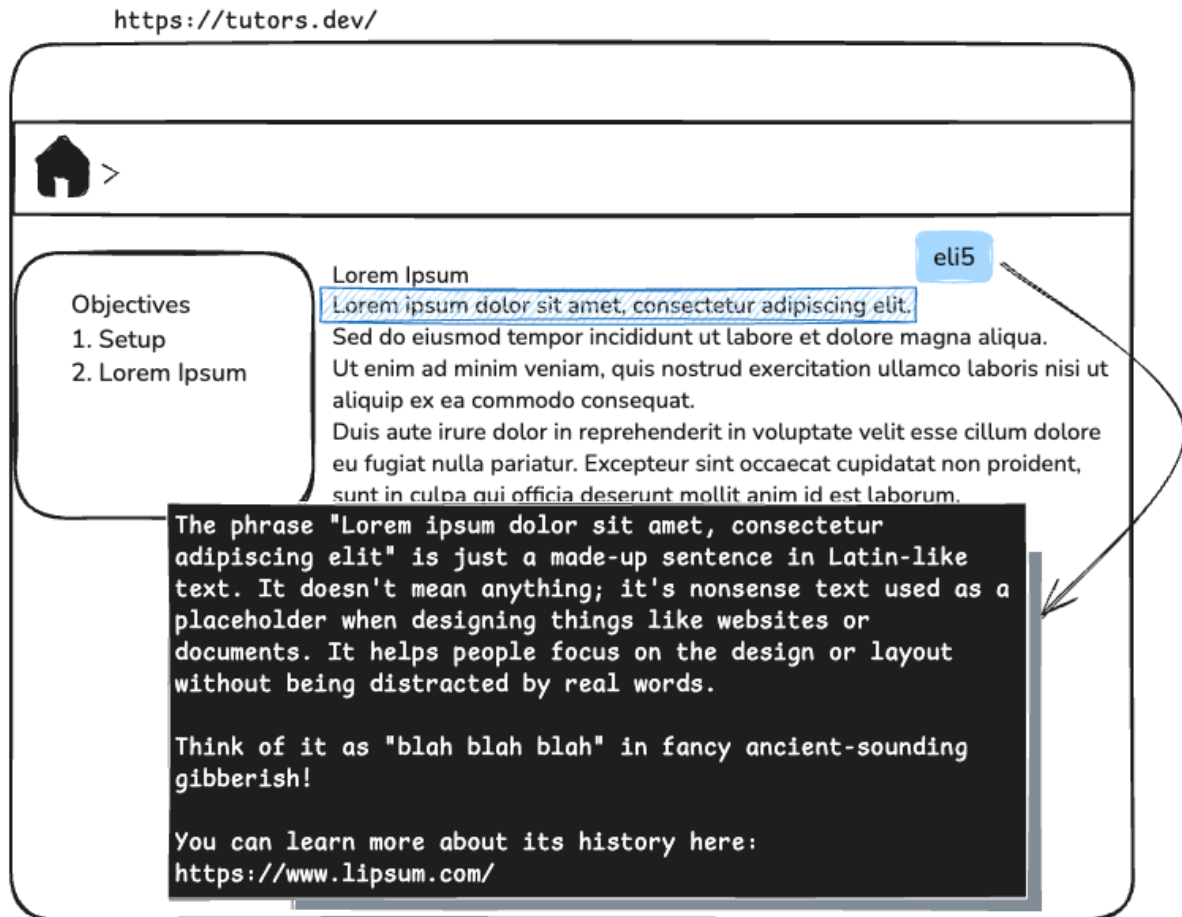 https://tutors.dev/
>
Objectives
1. Setup
2. Lorem Ipsum
eli5
Lorem Ipsum
Lorem ipsum dolor sit amet, consectetur adipiscing elit.
Sed do eiusmod tempor incididunt ut labore et dolore magna aliqua.
Ut enim ad minim veniam, quis nostrud exercitation ullamco laboris nisi ut
aliquip ex ea commodo consequat.
Duis aute irure dolor in reprehenderit in voluptate velit esse cillum dolore
eu fugiat nulla pariatur. Excepteur sint occaecat cupidatat non proident,
sunt in culpa qui officia deserunt mollit anim id est laborum.
The phrase "Lorem ipsum dolor sit amet, consectetur
adipiscing elit" is just a made-up sentence in Latin-like
text. It doesn't mean anything; it's nonsense text used as a
placeholder when designing things like websites or
documents. It helps people focus on the design or layout
without being distracted by real words.
Think of it as "blah blah blah" in fancy ancient-sounding
gibberish!
You can learn more about its history here:
https://www.lipsum.com/